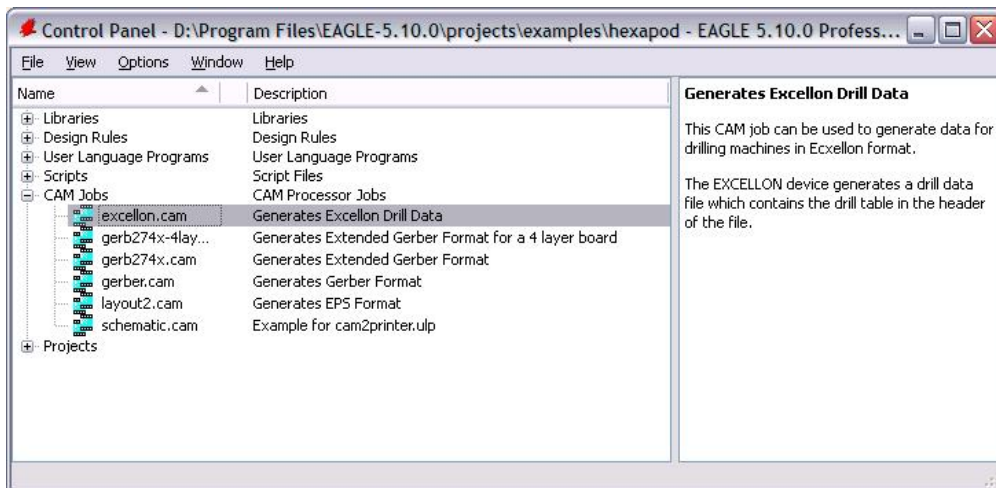 Control Panel - D:\Program Files\EAGLE-5.10.0\projects\examples\hexapod - EAGLE 5.10.0 Profess...
File View Options Window Help
Name Description
Libraries Libraries
Design Rules Design Rules
User Language Programs User Language Programs
Scripts Script Files
CAM Jobs CAM Processor Jobs
excellon.cam Generates Excellon Drill Data
gerb274x-4lay... Generates Extended Gerber Format for a 4 layer board
gerb274x.cam Generates Extended Gerber Format
gerber.cam Generates Gerber Format
layout2.cam Generates EPS Format
schematic.cam Example for cam2printer.ulp
Projects
Generates Excellon Drill Data
This CAM job can be used to generate data for
drilling machines in Ecxellon format.
The EXCELLON device generates a drill data
file which contains the drill table in the header
of the file.